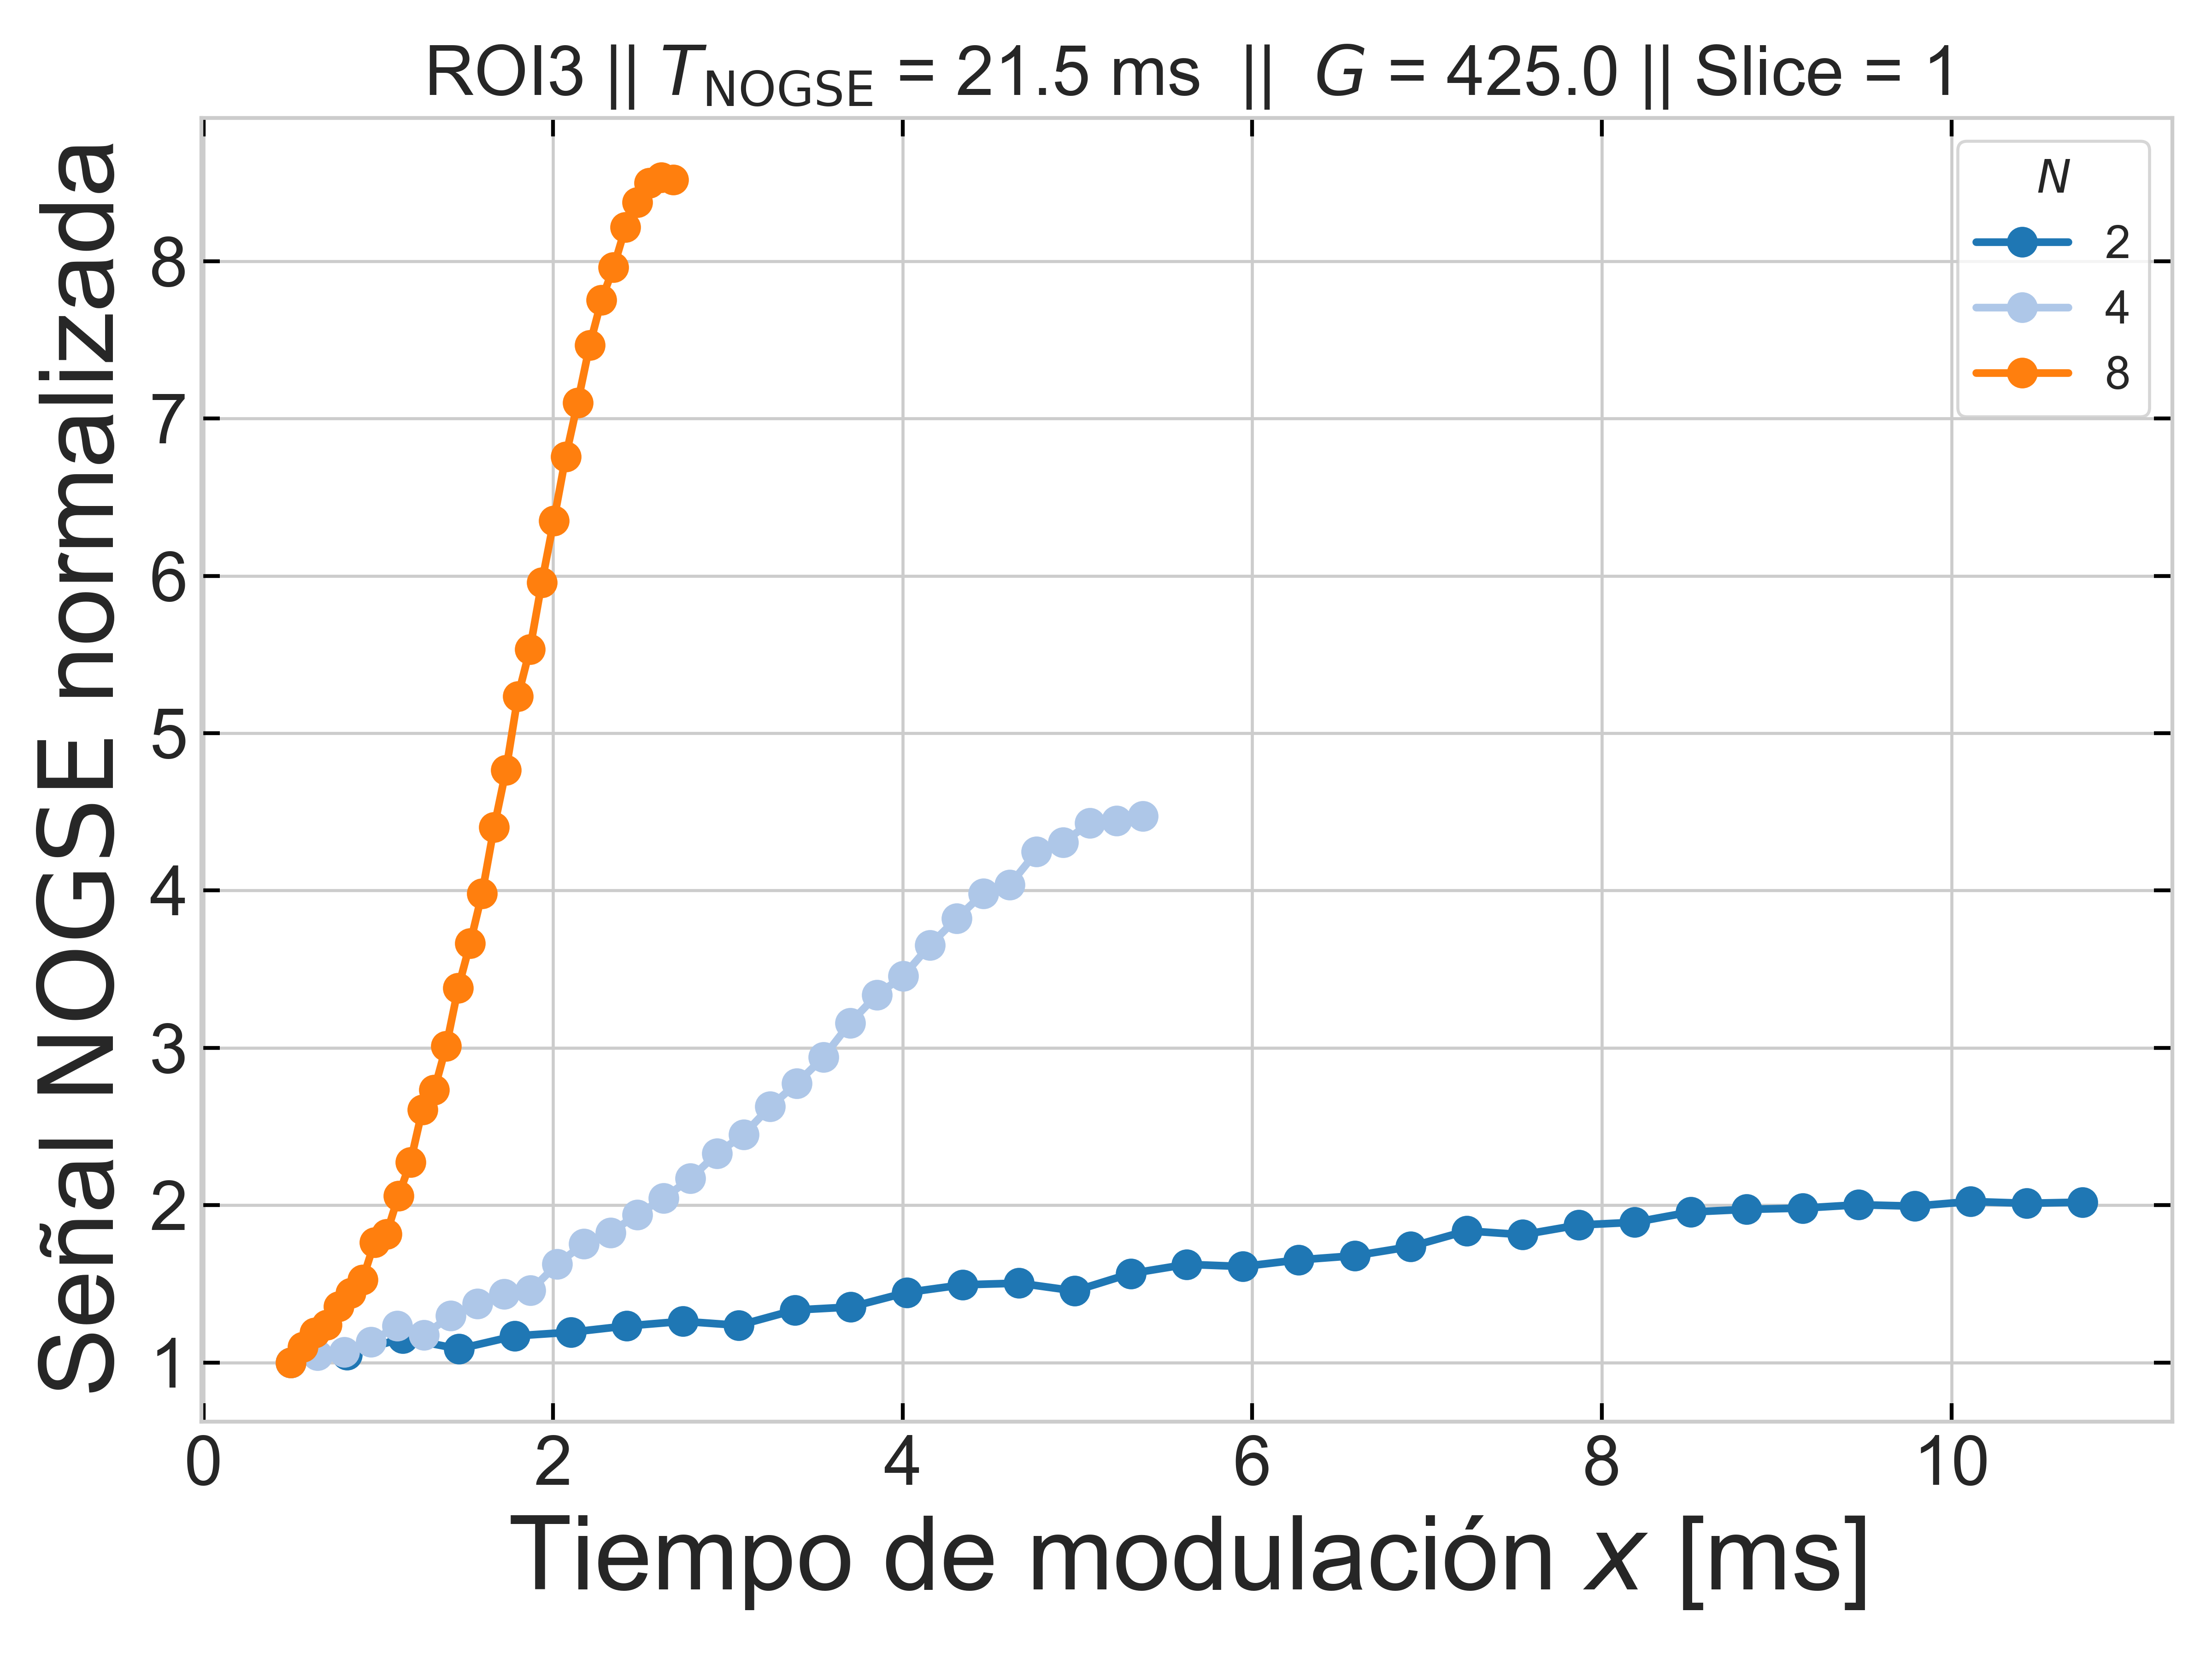 ROI3 || T_NOGSE = 21.5 ms || G = 425.0 || Slice = 1
Señal NOGSE normalizada
8
7
6
5
4
3
2
1
N
2
4
8
0 2 4 6 8 10
Tiempo de modulación x [ms]